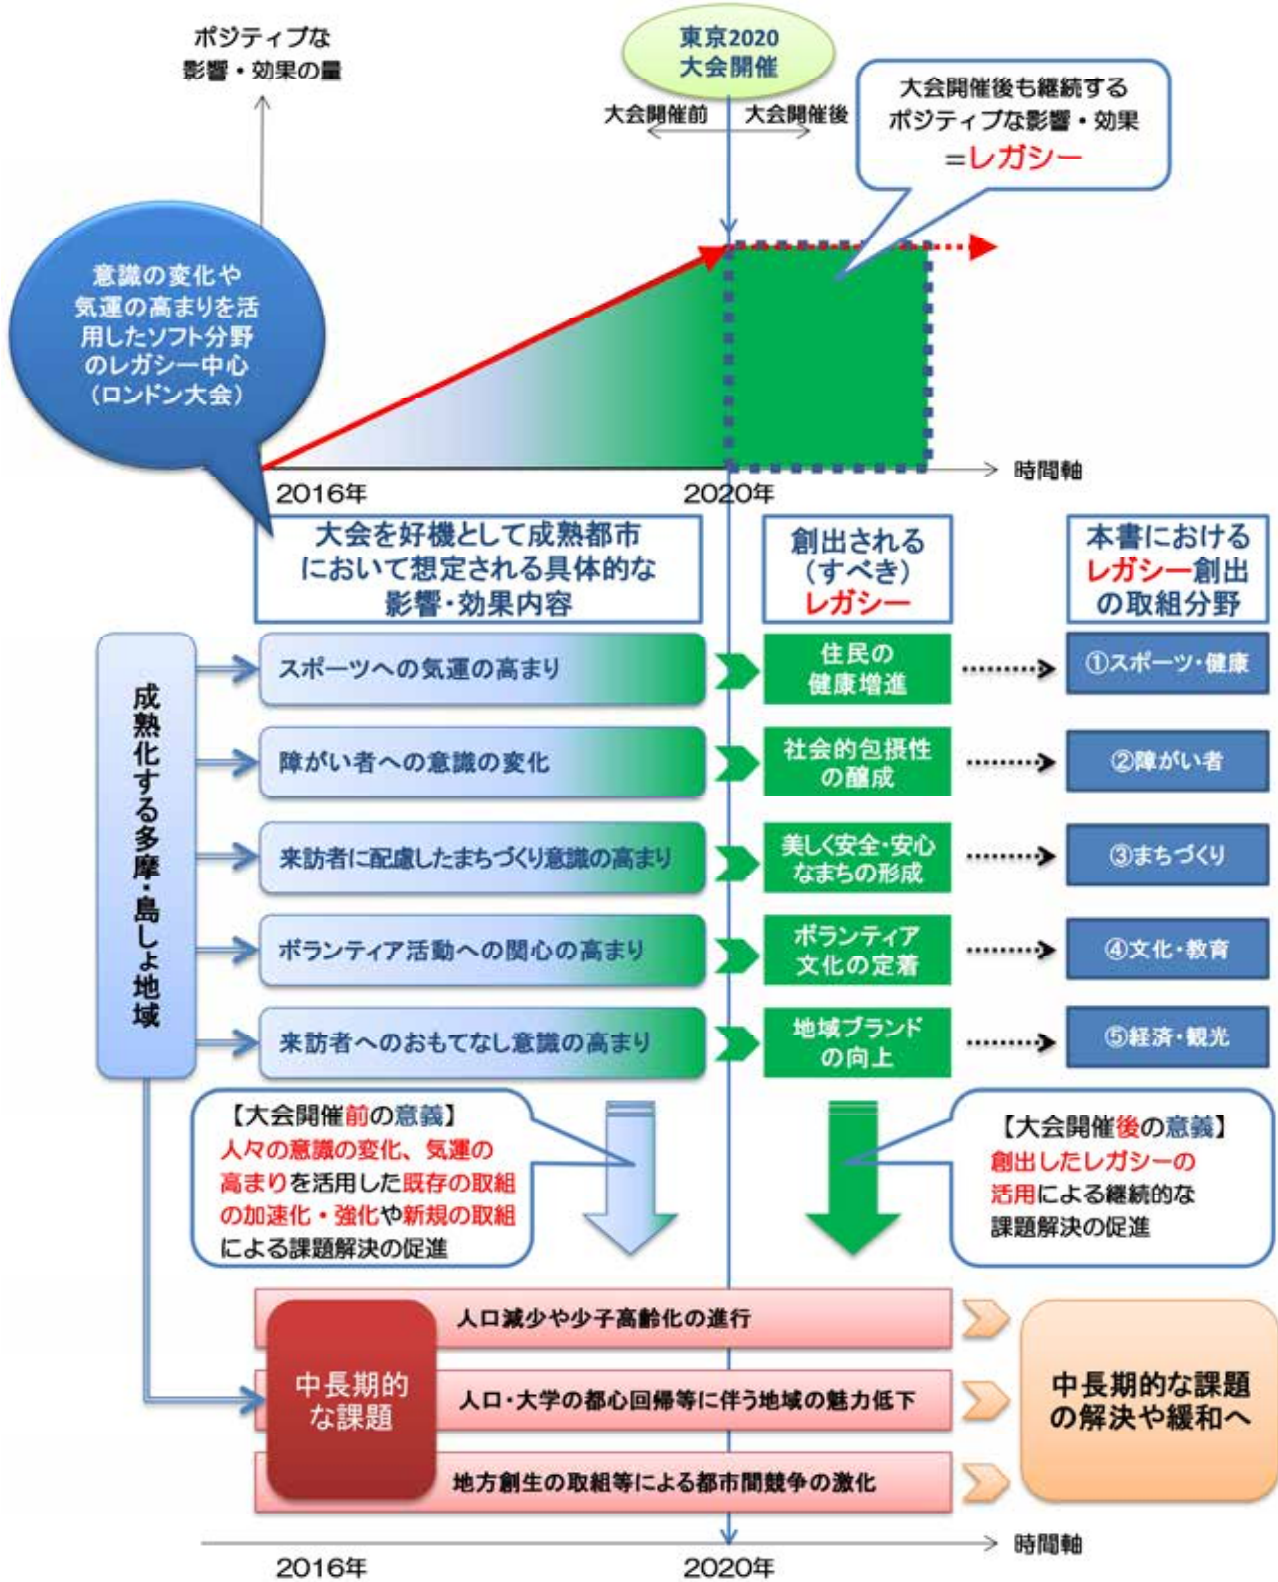 ポジティブな
影響・効果の量
東京2020
大会開催
大会開催前
大会開催後
大会開催後も継続する
ポジティブな影響・効果
＝レガシー
意識の変化や
気運の高まりを活
用したソフト分野
のレガシー中心
（ロンドン大会）
時間軸
2016年
2020年
大会を好機として成熟都市
において想定される具体的な
影響・効果内容
創出される
（すべき）
レガシー
本書における
レガシー創出
の取組分野
成熟化する多摩・島しょ地域
スポーツへの気運の高まり
住民の
健康増進
①スポーツ・健康
障がい者への意識の変化
社会的包摂性
の醸成
②障がい者
来訪者に配慮したまちづくり意識の高まり
美しく安全・安心
なまちの形成
③まちづくり
ボランティア活動への関心の高まり
ボランティア
文化の定着
④文化・教育
来訪者へのおもてなし意識の高まり
地域ブランド
の向上
⑤経済・観光
【大会開催前の意義】
人々の意識の変化、気運の
高まりを活用した既存の取組
の加速化・強化や新規の取組
による課題解決の促進
【大会開催後の意義】
創出したレガシーの
活用による継続的な
課題解決の促進
中長期的
な課題
人口減少や少子高齢化の進行
人口・大学の都心回帰等に伴う地域の魅力低下
地方創生の取組等による都市間競争の激化
中長期的な課題
の解決や緩和へ
時間軸
2016年
2020年